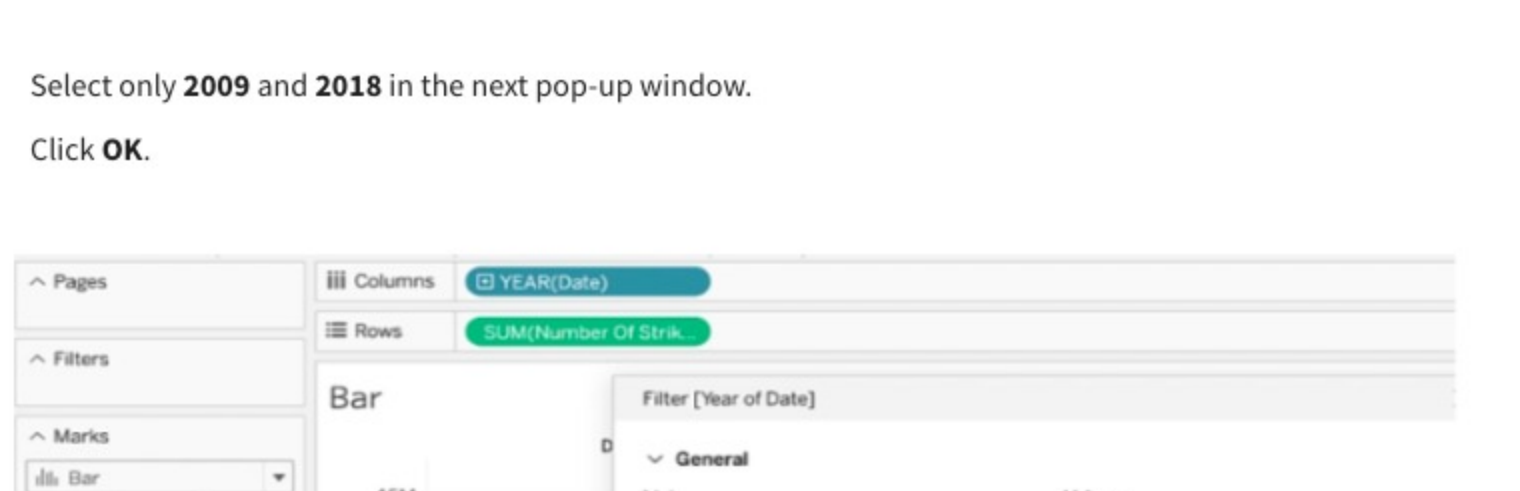 Select only 2009 and 2018 in the next pop-up window.
Click OK.
Pages
Columns
YEAR(Date)
Rows
SUM(Number Of Strik...
Filters
Bar
Filter [Year of Date]
Marks
D
General
Bar